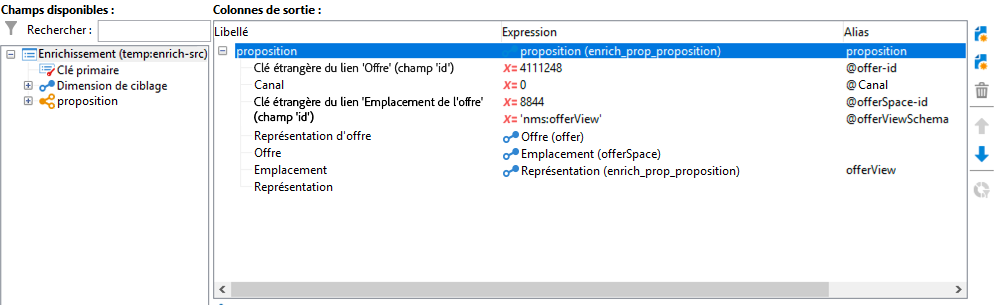 Champs disponibles :
Rechercher :
Enrichissement (temp:enrich-src)
Clé primaire
Dimension de ciblage
proposition
Colonnes de sortie :
Libellé Expression Alias
proposition proposition (enrich_prop_proposition) proposition
Clé étrangère du lien 'Offre' (champ 'id') X= 4111248 @offer-id
Canal X= 0 @Canal
Clé étrangère du lien 'Emplacement de l'offre' X= 8844 @offerSpace-id
(champ 'id') X= 'nms:offerView' @offerViewSchema
Représentation d'offre Offre (offer)
Offre Emplacement (offerSpace)
Emplacement Représentation (enrich_prop_proposition) offerView
Représentation